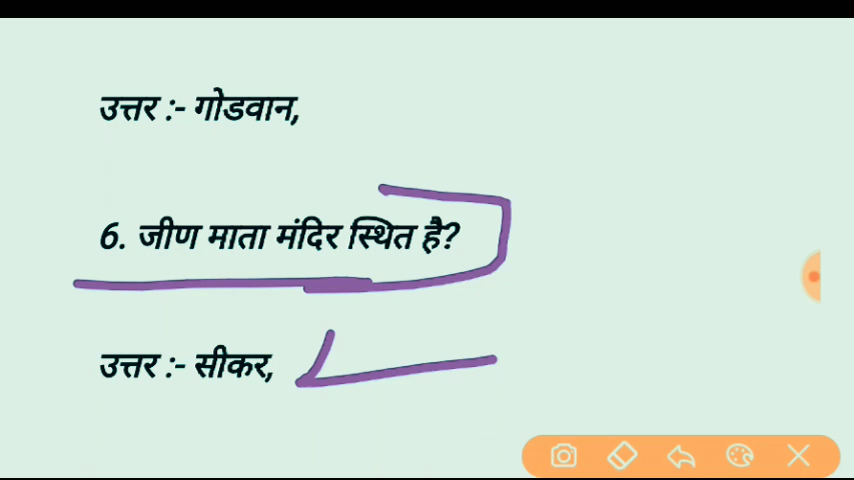 उत्तर :- गोडवान,
6. जीण माता मंदिर स्थित है?
उत्तर :- सीकर,